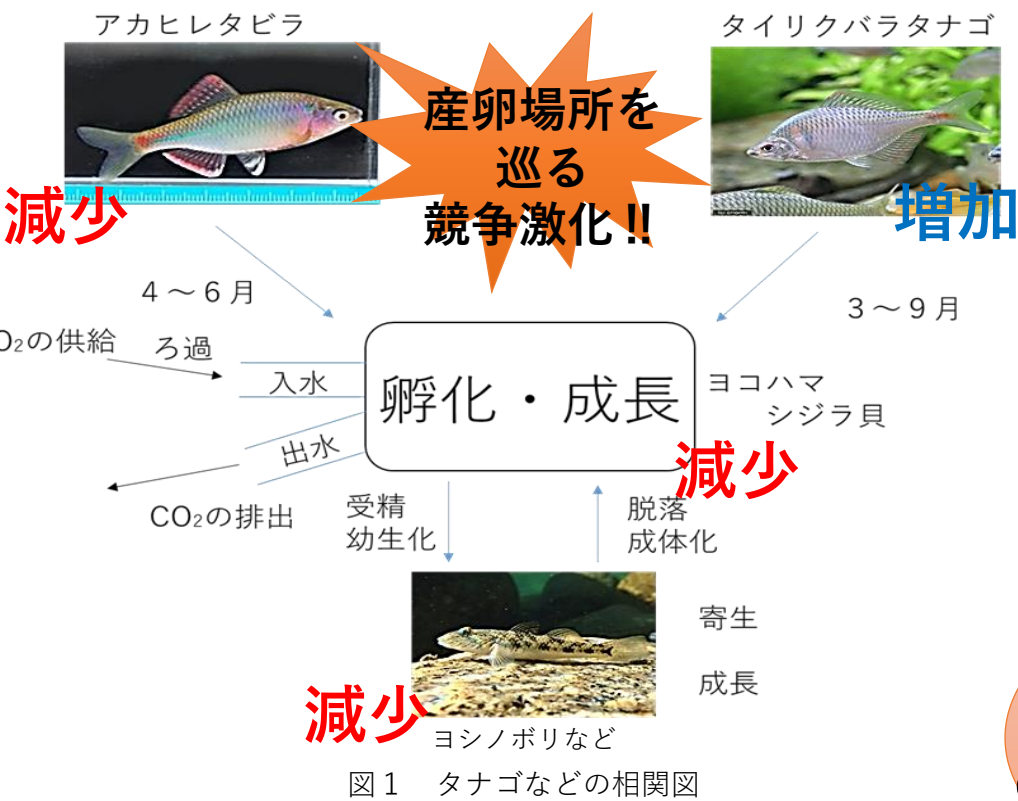 アカヒレタビラ
タイリクバラタナゴ
産卵場所を
巡る
競争激化!!
減少
増加
4～6月
3～9月
O₂の供給
ろ過
入水
出水
CO₂の排出
孵化・成長
ヨコハマ
シジラ貝
減少
受精
幼生化
脱落
成体化
寄生
成長
減少
ヨシノボリなど
図1 タナゴなどの相関図